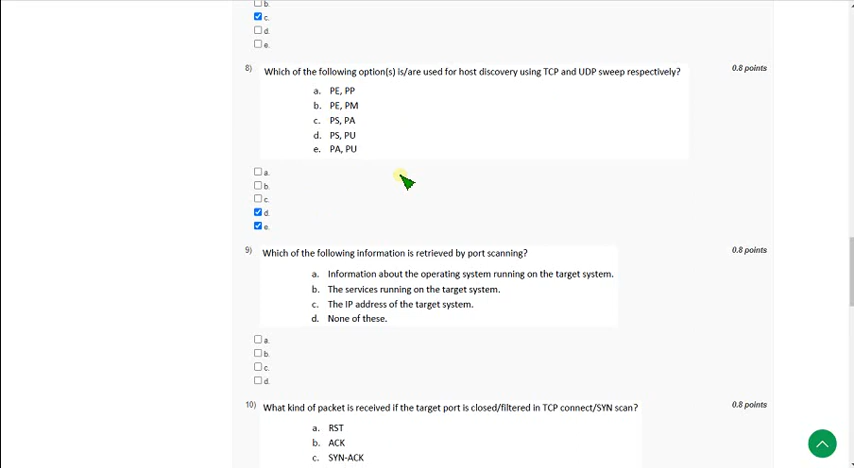 b.
c.
d.
e.
8) Which of the following option(s) is/are used for host discovery using TCP and UDP sweep respectively? 0.8 points
a. PE, PP
b. PE, PM
c. PS, PA
d. PS, PU
e. PA, PU
a.
b.
c.
d.
e.
9) Which of the following information is retrieved by port scanning? 0.8 points
a. Information about the operating system running on the target system.
b. The services running on the target system.
c. The IP address of the target system.
d. None of these.
a.
b.
c.
d.
10) What kind of packet is received if the target port is closed/filtered in TCP connect/SYN scan? 0.8 points
a. RST
b. ACK
c. SYN-ACK